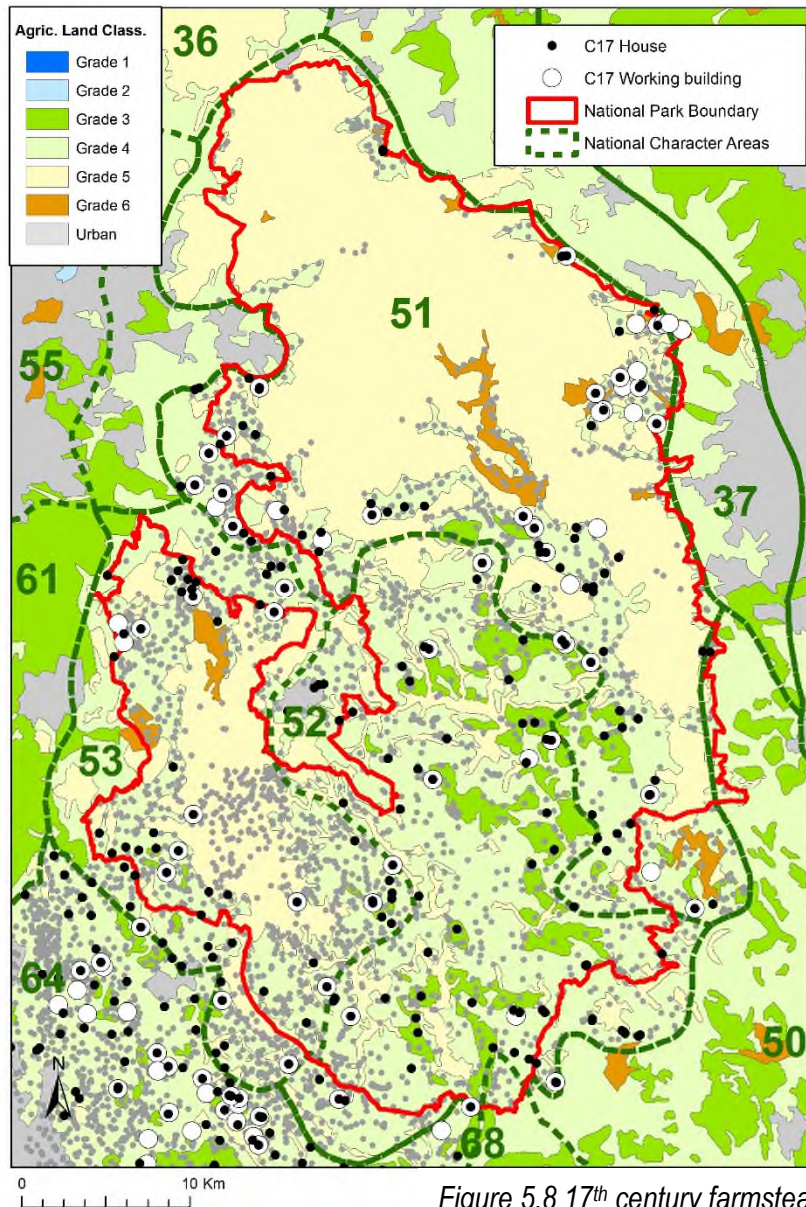 Agric. Land Class.
Grade 1
Grade 2
Grade 3
Grade 4
Grade 5
Grade 6
Urban
C17 House
C17 Working building
National Park Boundary
National Character Areas
36
51
55
37
61
52
53
64
50
68
N
0 10 Km
Figure 5.8 17th century farmstea